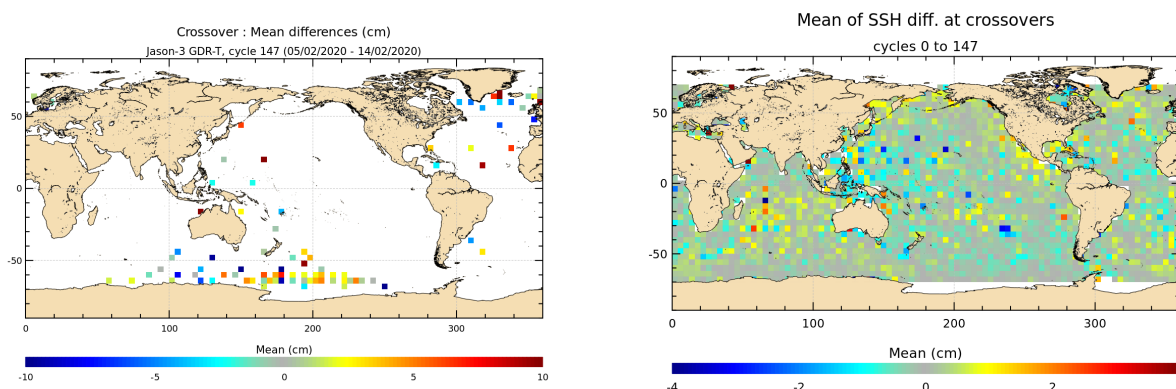 Crossover : Mean differences (cm)
Jason-3 GDR-T, cycle 147 (05/02/2020 - 14/02/2020)
50
0
-50
0 100 200 300
Mean (cm)
-10 -5 0 5 10
Mean of SSH diff. at crossovers
cycles 0 to 147
50
0
-50
0 100 200 300
Mean (cm)
-4 -2 0 2